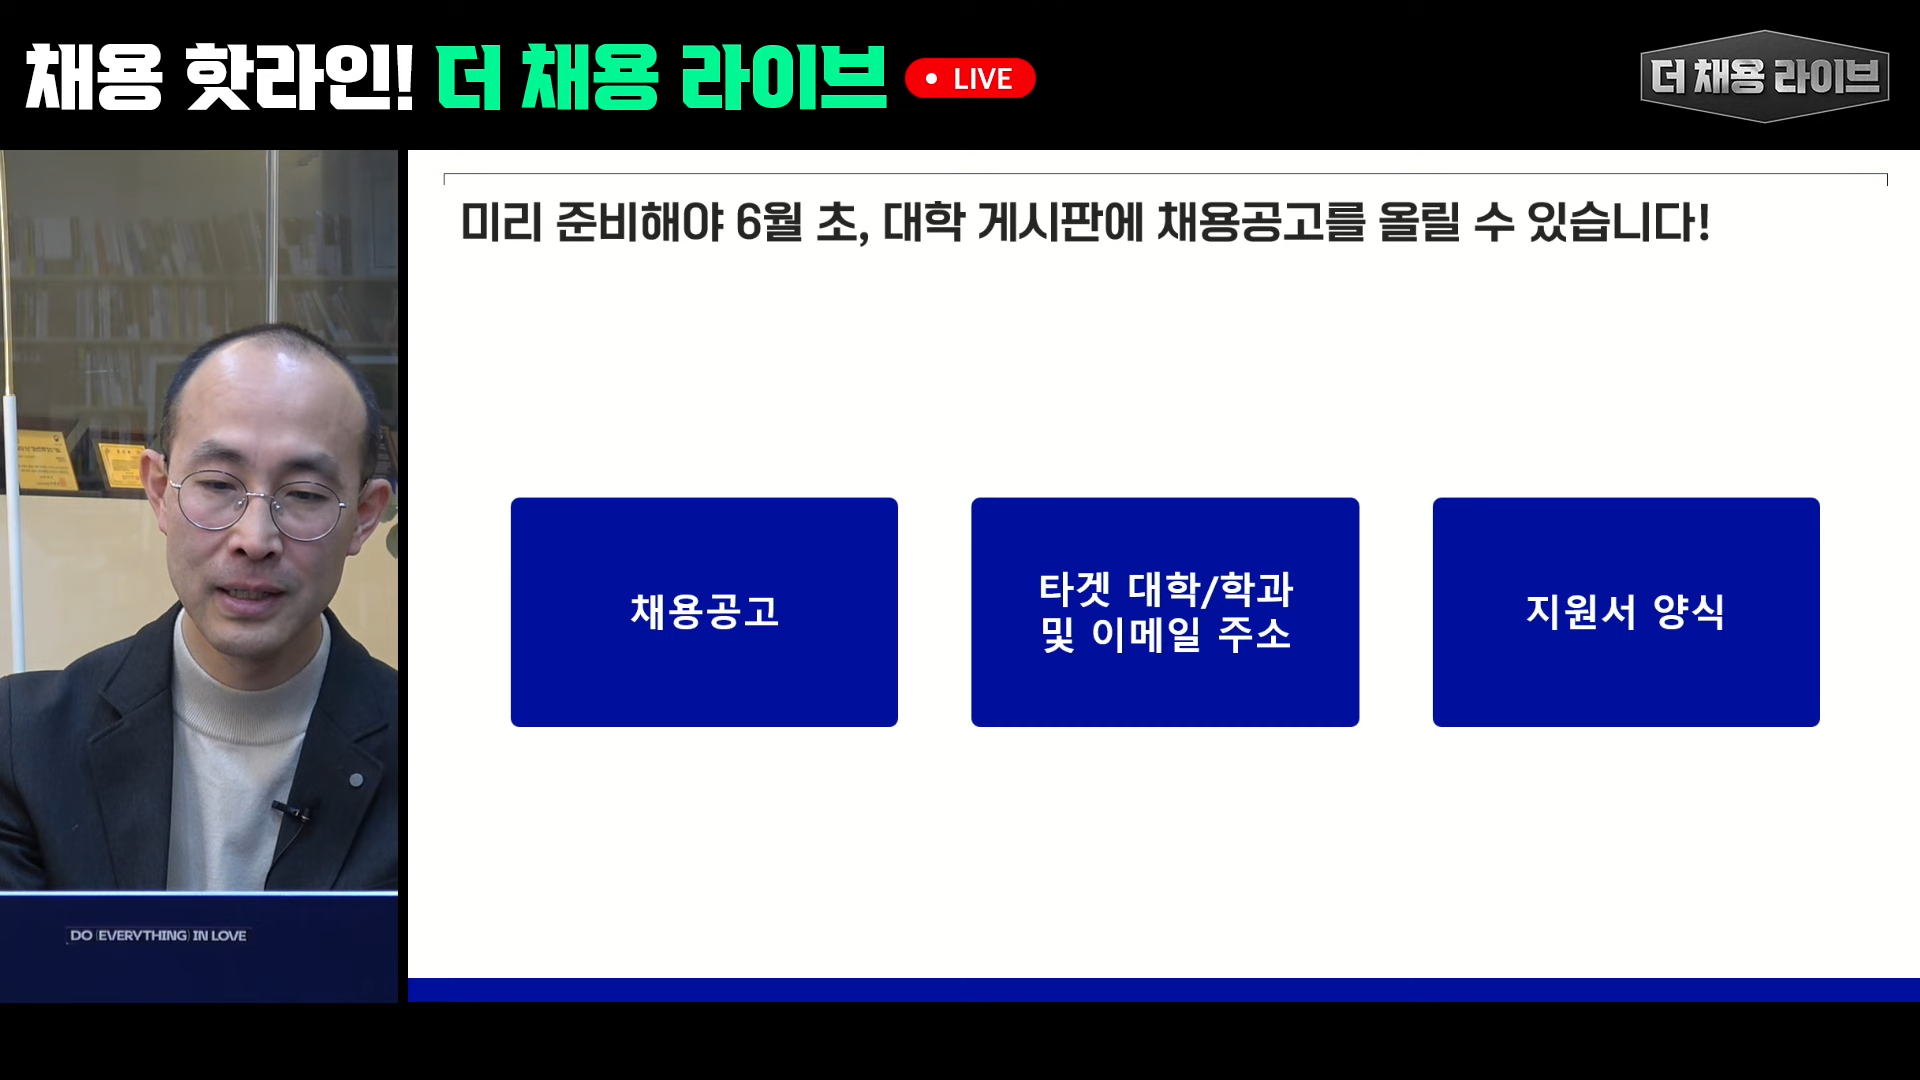 채용 핫라인! 더 채용 라이브
LIVE
더 채용 라이브
미리 준비해야 6월 초, 대학 게시판에 채용공고를 올릴 수 있습니다!
채용공고
타겟 대학/학과
및 이메일 주소
지원서 양식
DO EVERYTHING IN LOVE